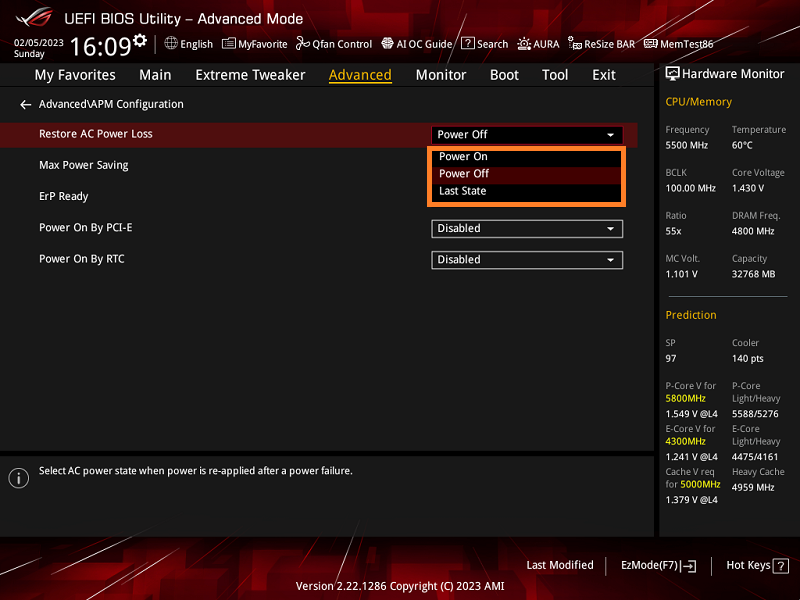 UEFI BIOS Utility – Advanced Mode
02/05/2023
Sunday
16:09
English
MyFavorite
Qfan Control
AI OC Guide
? Search
AURA
ReSize BAR
MemTest86
My Favorites
Main
Extreme Tweaker
Advanced
Monitor
Boot
Tool
Exit
Hardware Monitor
← Advanced\APM Configuration
Restore AC Power Loss
Power Off
Power On
Power Off
Last State
Max Power Saving
ErP Ready
Power On By PCI-E
Disabled
Power On By RTC
Disabled
CPU/Memory
Frequency Temperature
5500 MHz 60°C
BCLK Core Voltage
100.00 MHz 1.430 V
Ratio DRAM Freq.
55x 4800 MHz
MC Volt. Capacity
1.101 V 32768 MB
Prediction
SP Cooler
97 140 pts
P-Core V for P-Core
5800MHz Light/Heavy
1.549 V @L4 5588/5276
E-Core V for E-Core
4300MHz Light/Heavy
1.241 V @L4 4475/4161
Cache V req Heavy Cache
for 5000MHz 4959 MHz
1.379 V @L4
i Select AC power state when power is re-applied after a power failure.
Last Modified
EzMode(F7)
Hot Keys ?
Version 2.22.1286 Copyright (C) 2023 AMI